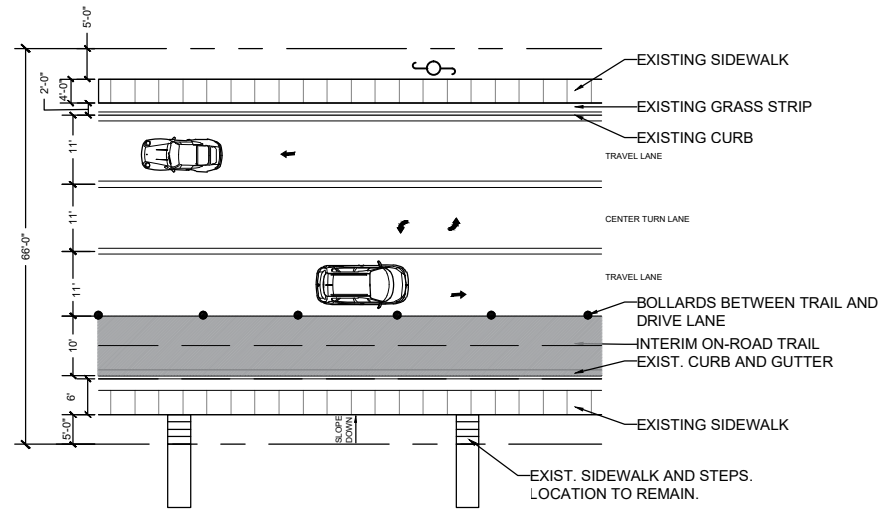 5'-0"
EXISTING SIDEWALK
4'-0"
2'-0"
EXISTING GRASS STRIP
EXISTING CURB
11'
TRAVEL LANE
11'
CENTER TURN LANE
66'-0"
11'
TRAVEL LANE
BOLLARDS BETWEEN TRAIL AND
DRIVE LANE
10'
INTERIM ON-ROAD TRAIL
EXIST. CURB AND GUTTER
6'
EXISTING SIDEWALK
5'-0"
SLOPE
DOWN
EXIST. SIDEWALK AND STEPS.
LOCATION TO REMAIN.